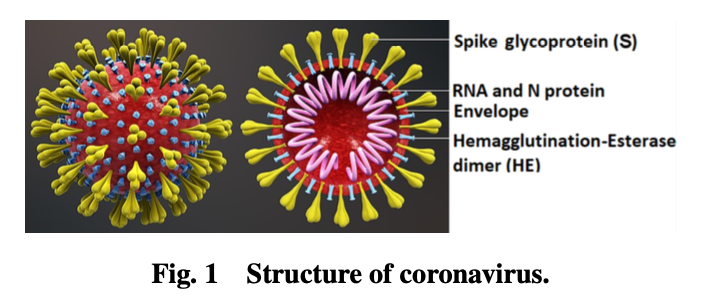 Spike glycoprotein (S)
RNA and N protein
Envelope
Hemagglutination-Esterase
dimer (HE)
Fig. 1 Structure of coronavirus.